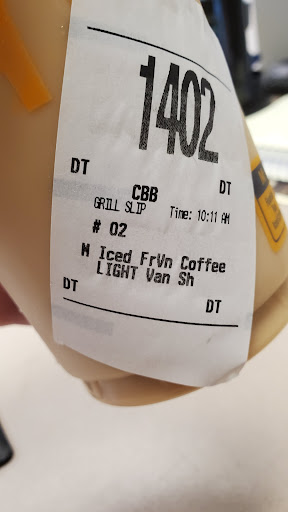 1402
DT DT
CBB
GRILL SLIP Time: 10:11 AM
# 02
M Iced FrVn Coffee
LIGHT Van Sh
DT
DT